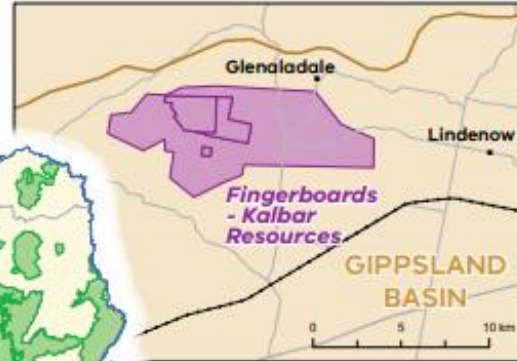 Glenaladale
Lindenow
Fingerboards
- Kalbar
Resources
GIPPSLAND
BASIN
0 5 10 km